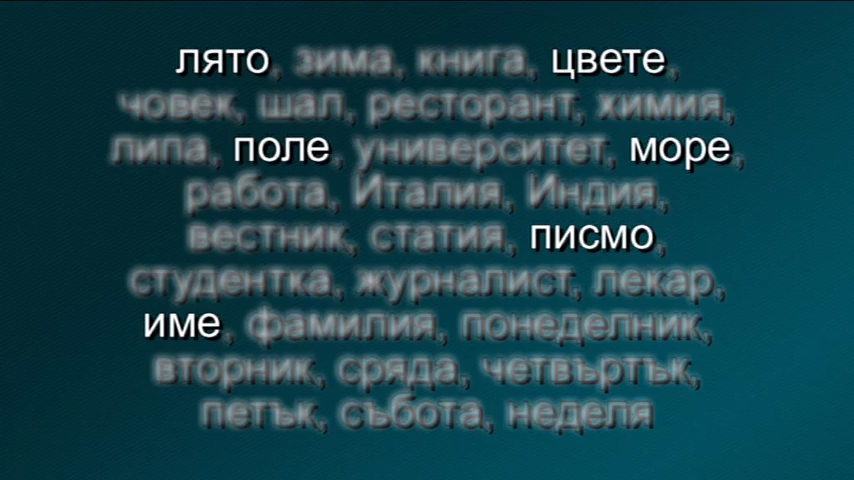 лято, зима, книга, цвете,
човек, шал, ресторант, химия,
липа, поле, университет, море,
работа, Италия, Индия,
вестник, статия, писмо,
студентка, журналист, лекар,
име, фамилия, понеделник,
вторник, сряда, четвъртък,
петък, събота, неделя